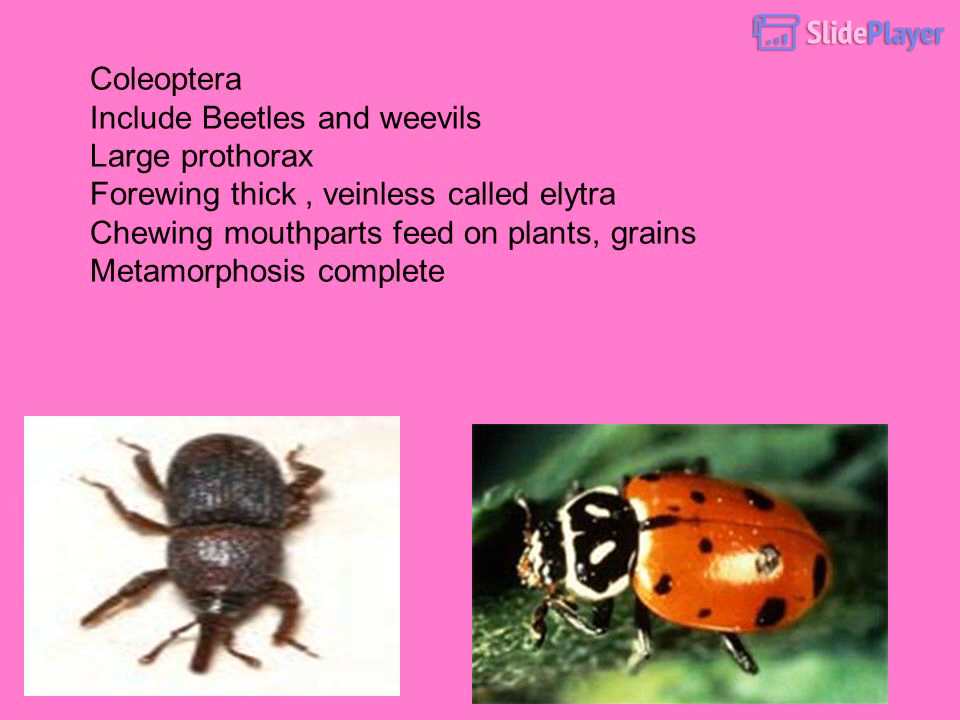 SlidePlayer
Coleoptera
Include Beetles and weevils
Large prothorax
Forewing thick , veinless called elytra
Chewing mouthparts feed on plants, grains
Metamorphosis complete